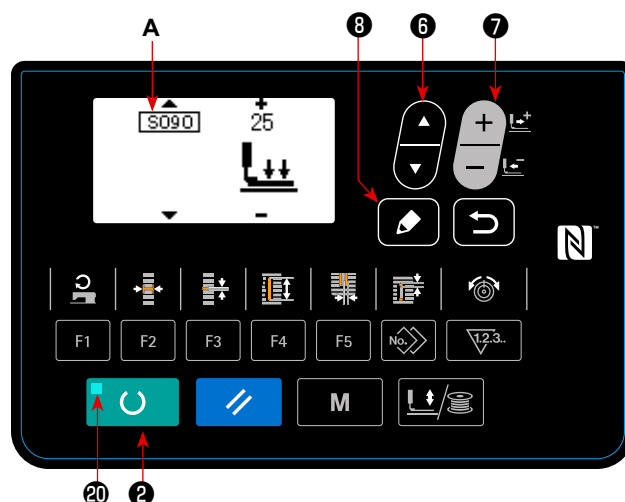 A ❽ ❻ ❼
S090 + 25
+
−
−
F1 F2 F3 F4 F5 No. 1.2.3..
M
⓴ ❷